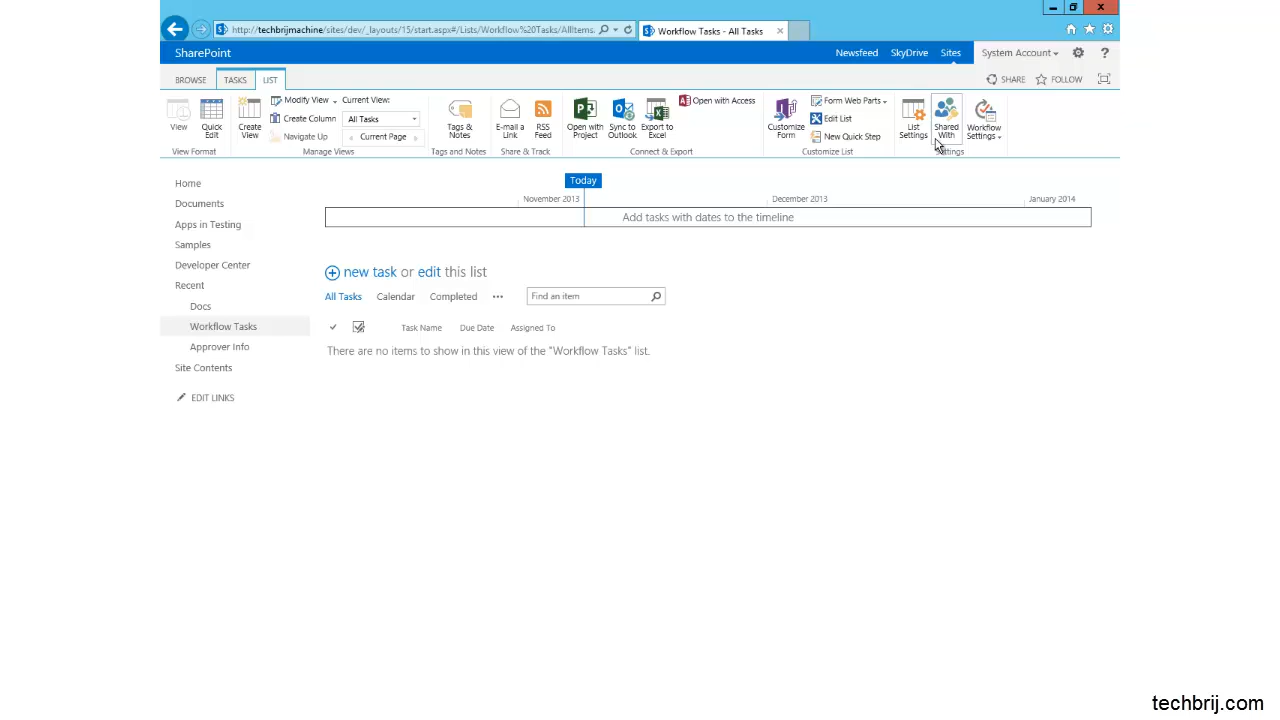 http://techbrijmachine/sites/dev/_layouts/15/start.aspx#/Lists/Workflow%20Tasks/AllItems.
Workflow Tasks - All Tasks
SharePoint
Newsfeed SkyDrive Sites System Account ?
BROWSE TASKS LIST SHARE FOLLOW
View
Quick Edit
View Format
Create View
Modify View
Create Column
Navigate Up
Current View:
All Tasks
Current Page
Manage Views
Tags & Notes
Tags and Notes
E-mail a Link
RSS Feed
Share & Track
Open with Project
Sync to Outlook
Export to Excel
Open with Access
Connect & Export
Customize Form
Form Web Parts
Edit List
New Quick Step
Customize List
List Settings
Shared With
Workflow Settings
Settings
Home
Documents
Apps in Testing
Samples
Developer Center
Recent
Docs
Workflow Tasks
Approver Info
Site Contents
EDIT LINKS
Today
November 2013 December 2013 January 2014
Add tasks with dates to the timeline
new task or edit this list
All Tasks Calendar Completed ••• Find an item
Task Name Due Date Assigned To
There are no items to show in this view of the "Workflow Tasks" list.
techbrij.com